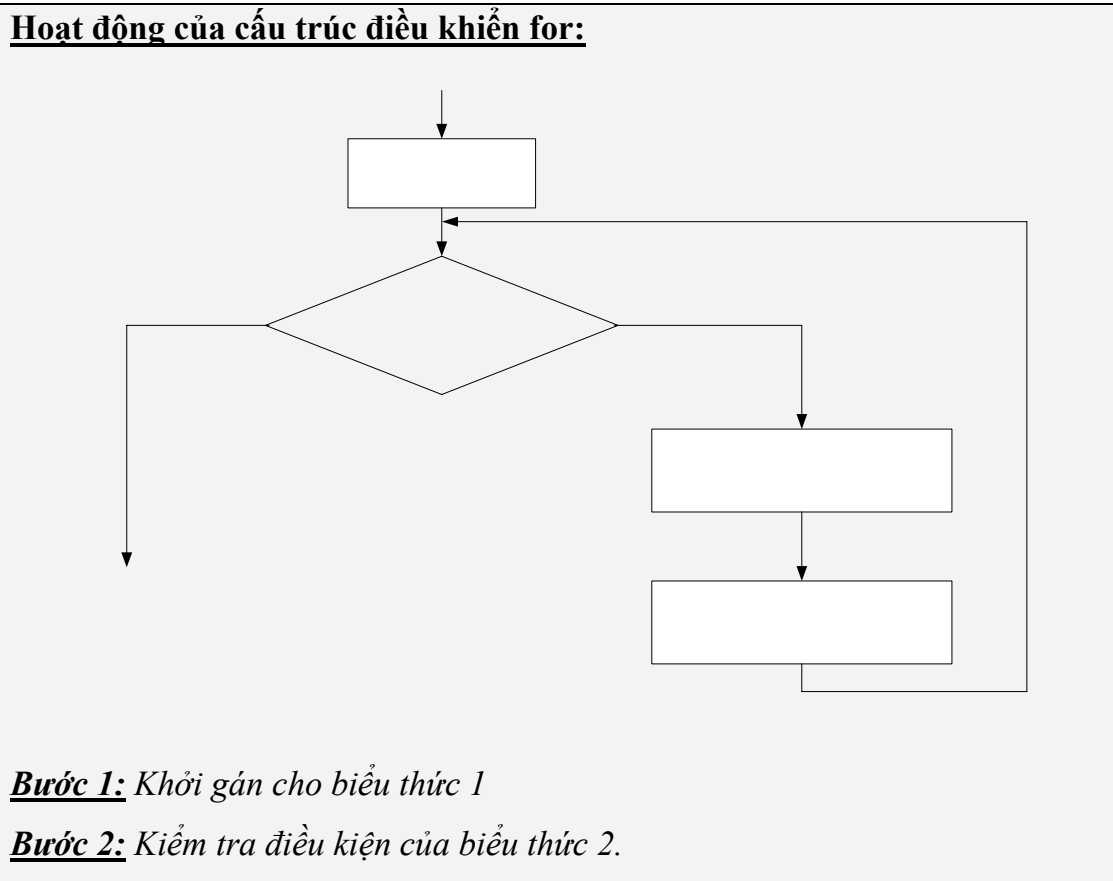 Hoạt động của cấu trúc điều khiển for:
Bước 1: Khởi gán cho biểu thức 1
Bước 2: Kiểm tra điều kiện của biểu thức 2.